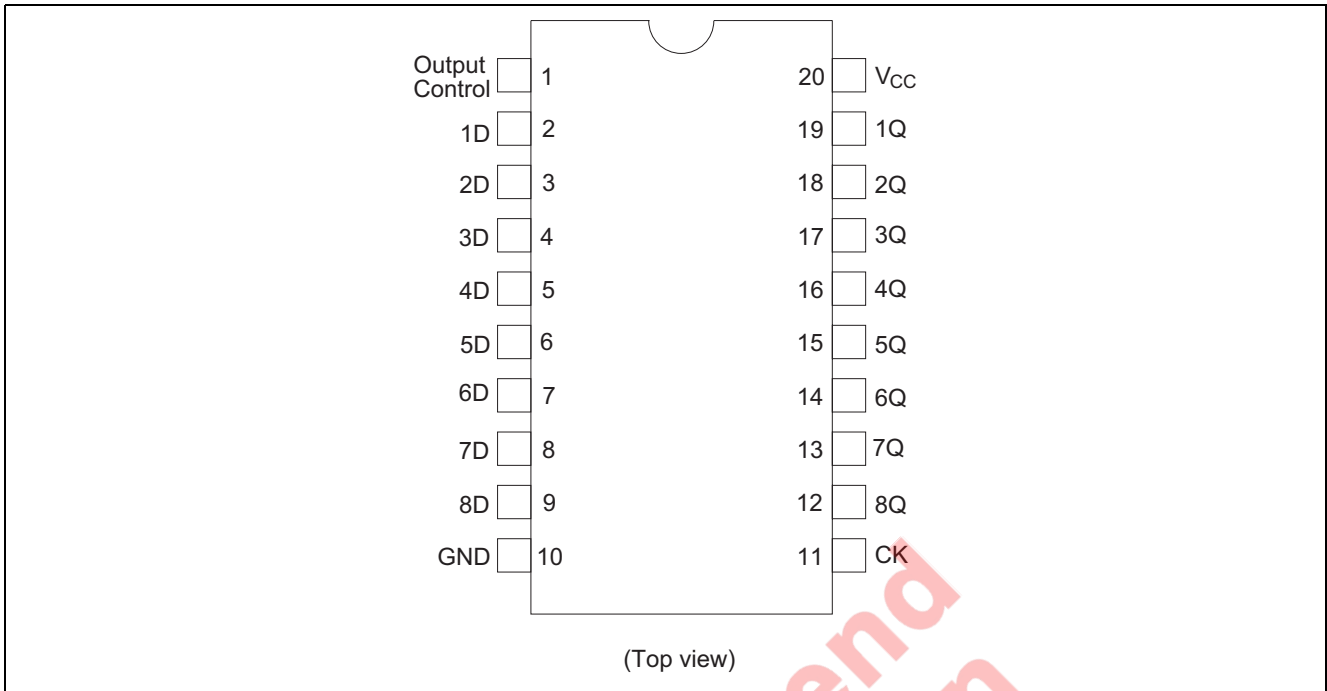 Output
Control 1 20 VCC
1D 2 19 1Q
2D 3 18 2Q
3D 4 17 3Q
4D 5 16 4Q
5D 6 15 5Q
6D 7 14 6Q
7D 8 13 7Q
8D 9 12 8Q
GND 10 11 CK
(Top view)
end